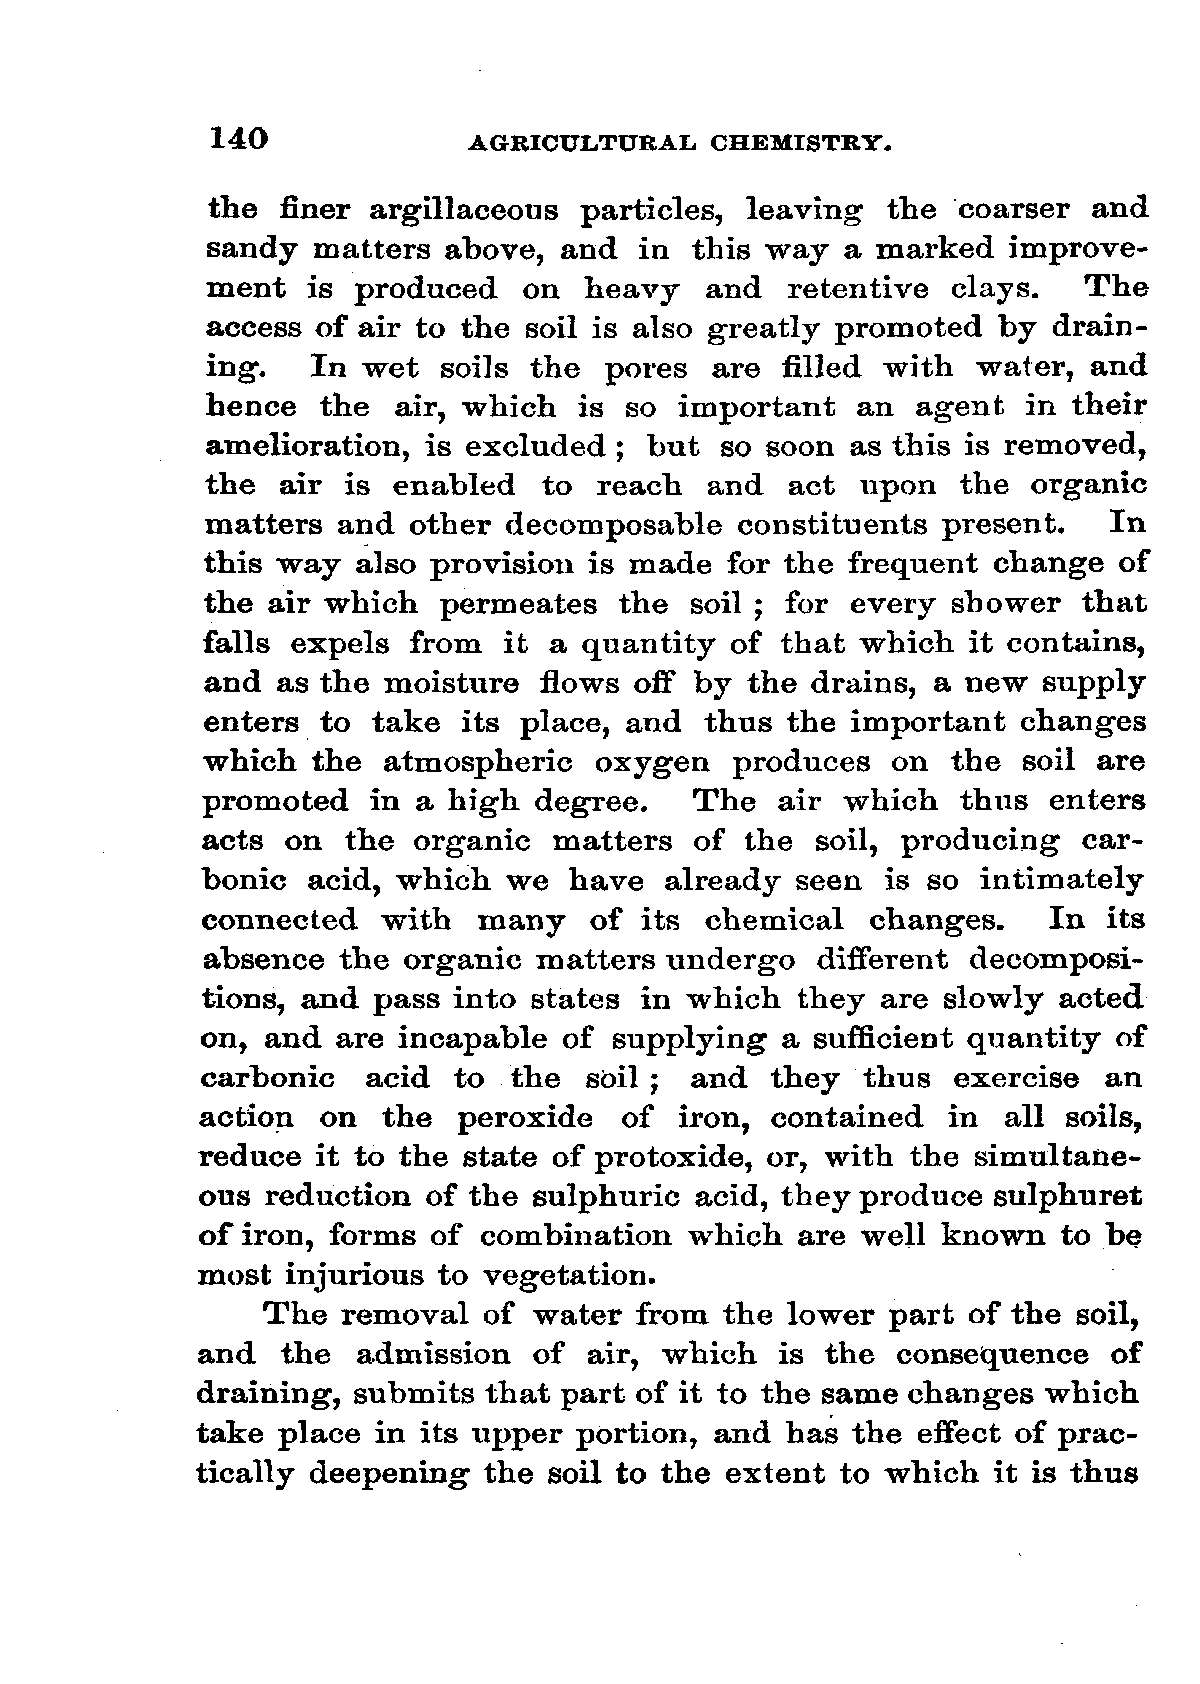 140 AGRICULTURAL CHEMISTRY.
the finer argillaceous particles, leaving the coarser and
sandy matters above, and in this way a marked improve-
ment is produced on heavy and retentive clays. The
access of air to the soil is also greatly promoted by drain-
ing. In wet soils the pores are filled with water, and
hence the air, which is so important an agent in their
amelioration, is excluded ; but so soon as this is removed,
the air is enabled to reach and act upon the organic
matters and other decomposable constituents present. In
this way also provision is made for the frequent change of
the air which permeates the soil ; for every shower that
falls expels from it a quantity of that which it contains,
and as the moisture flows off by the drains, a new supply
enters to take its place, and thus the important changes
which the atmospheric oxygen produces on the soil are
promoted in a high degree. The air which thus enters
acts on the organic matters of the soil, producing car-
bonic acid, which we have already seen is so intimately
connected with many of its chemical changes. In its
absence the organic matters undergo different decomposi-
tions, and pass into states in which they are slowly acted
on, and are incapable of supplying a sufficient quantity of
carbonic acid to the soil ; and they thus exercise an
action on the peroxide of iron, contained in all soils,
reduce it to the state of protoxide, or, with the simultane-
ous reduction of the sulphuric acid, they produce sulphuret
of iron, forms of combination which are well known to be
most injurious to vegetation.
The removal of water from the lower part of the soil,
and the admission of air, which is the consequence of
draining, submits that part of it to the same changes which
take place in its upper portion, and has the effect of prac-
tically deepening the soil to the extent to which it is thus